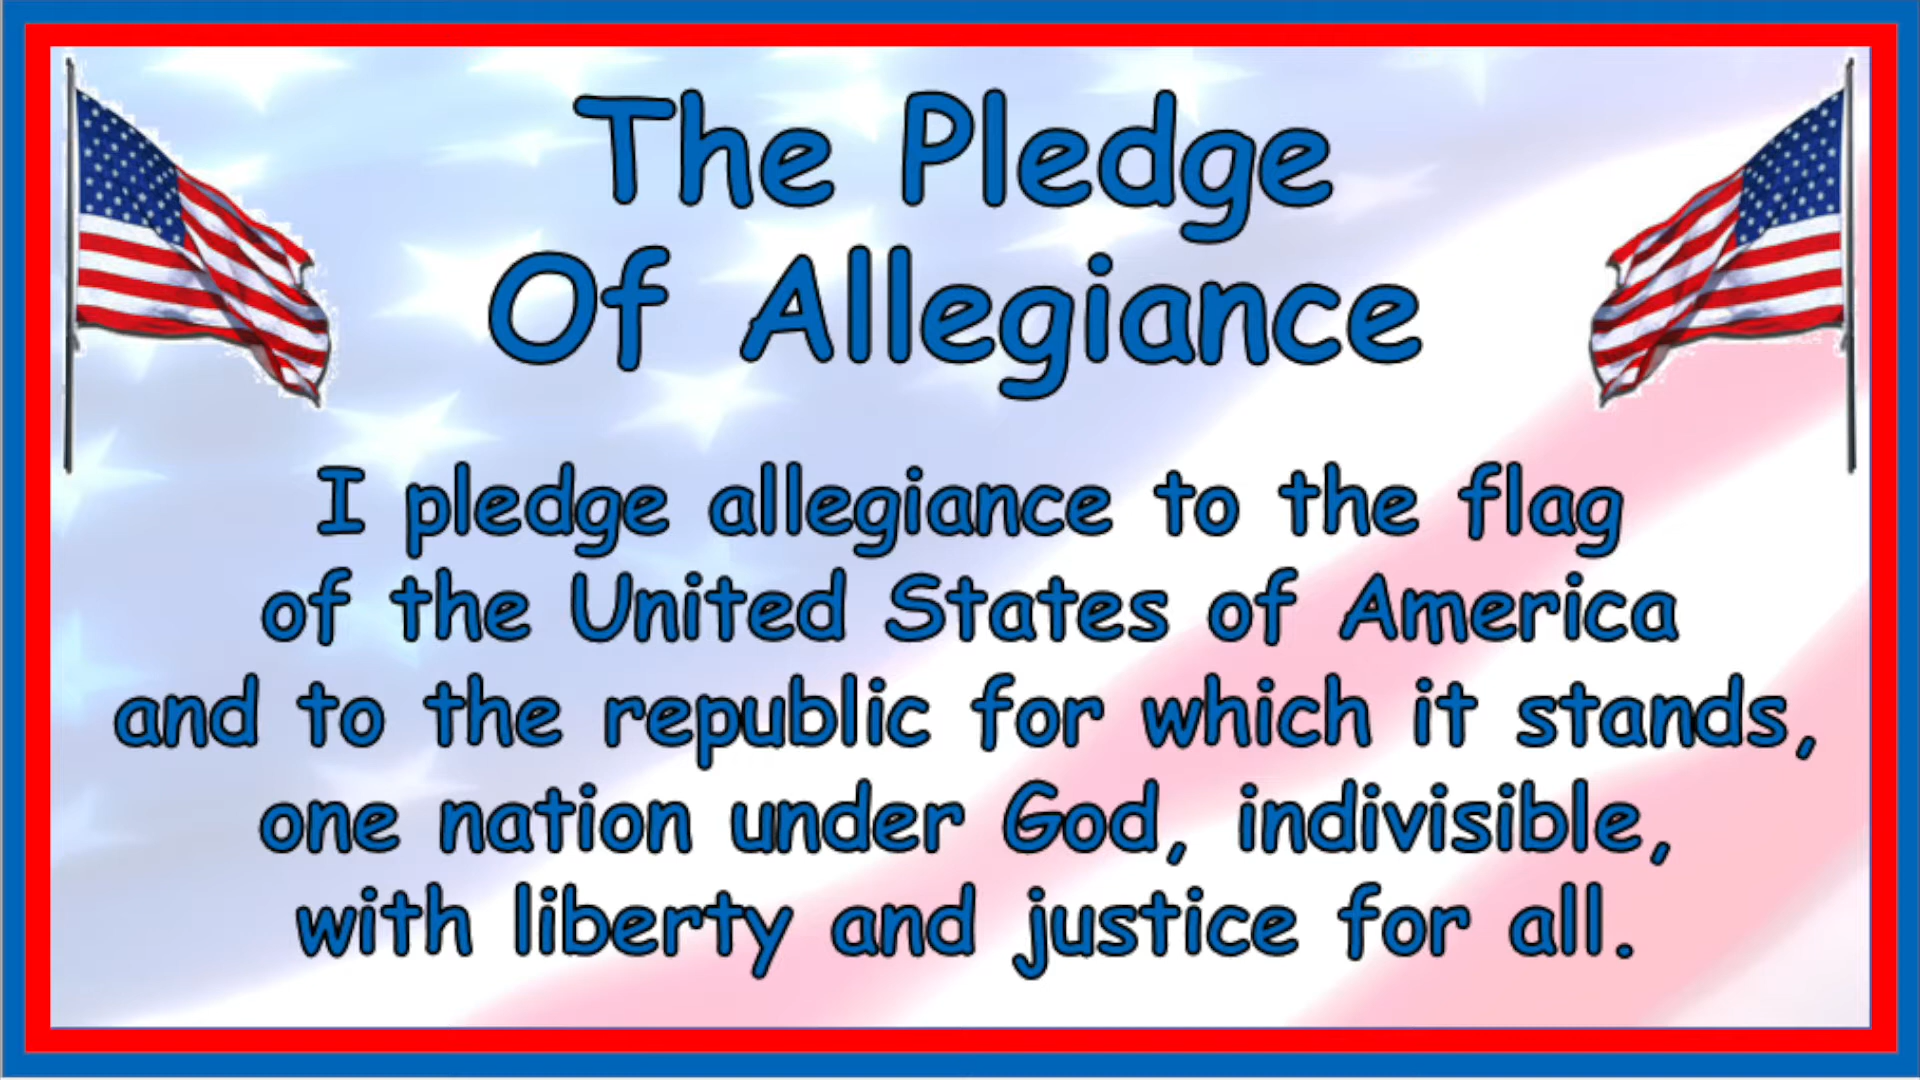 The Pledge
Of Allegiance
I pledge allegiance to the flag
of the United States of America
and to the republic for which it stands,
one nation under God, indivisible,
with liberty and justice for all.